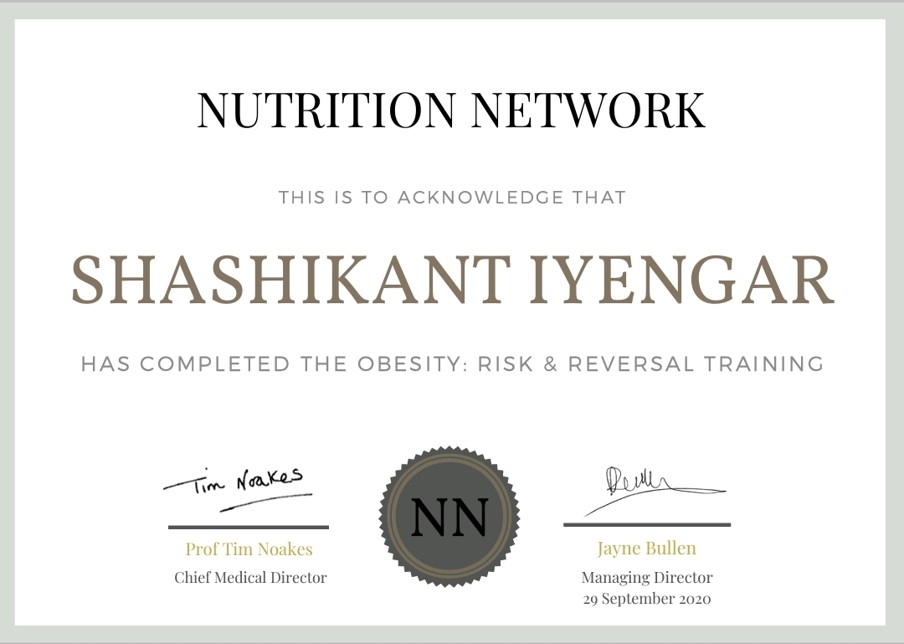 NUTRITION NETWORK
THIS IS TO ACKNOWLEDGE THAT
SHASHIKANT IYENGAR
HAS COMPLETED THE OBESITY: RISK & REVERSAL TRAINING
Tim Noakes
NN
Prof Tim Noakes
Chief Medical Director
Jayne Bullen
Managing Director
29 September 2020